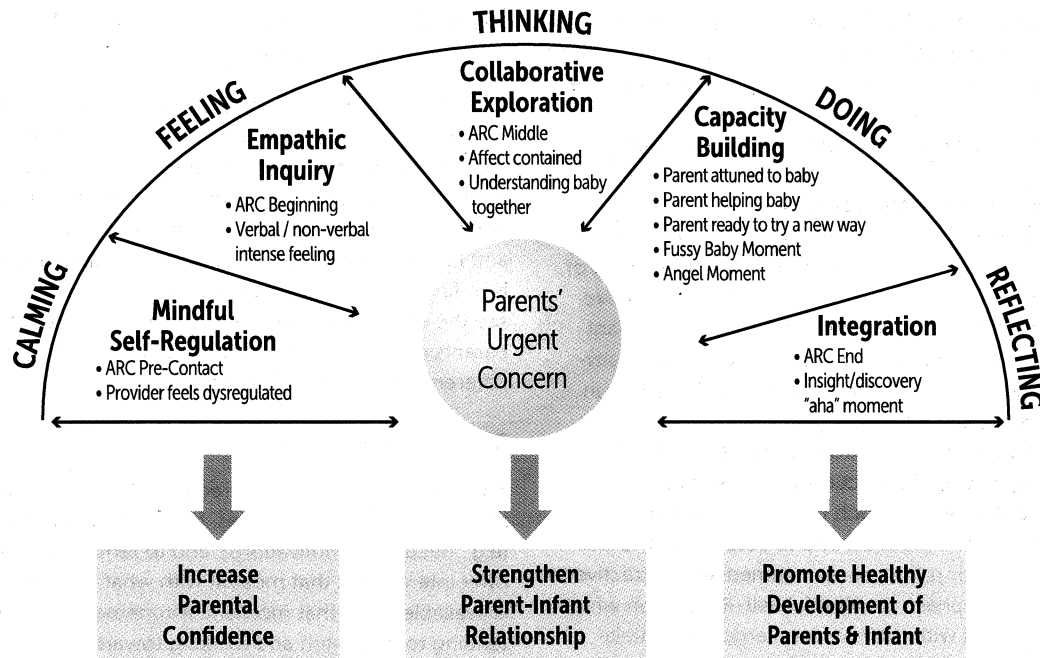 THINKING
FEELING
DOING
CALMING
REFLECTING
Collaborative
Exploration
• ARC Middle
• Affect contained
• Understanding baby
together
Empathic
Inquiry
• ARC Beginning
• Verbal / non-verbal
intense feeling
Capacity
Building
• Parent attuned to baby
• Parent helping baby
• Parent ready to try a new way
• Fussy Baby Moment
• Angel Moment
Mindful
Self-Regulation
• ARC Pre-Contact
• Provider feels dysregulated
Parents'
Urgent
Concern
Integration
• ARC End
• Insight/discovery
"aha" moment
Increase
Parental
Confidence
Strengthen
Parent-Infant
Relationship
Promote Healthy
Development of
Parents & Infant